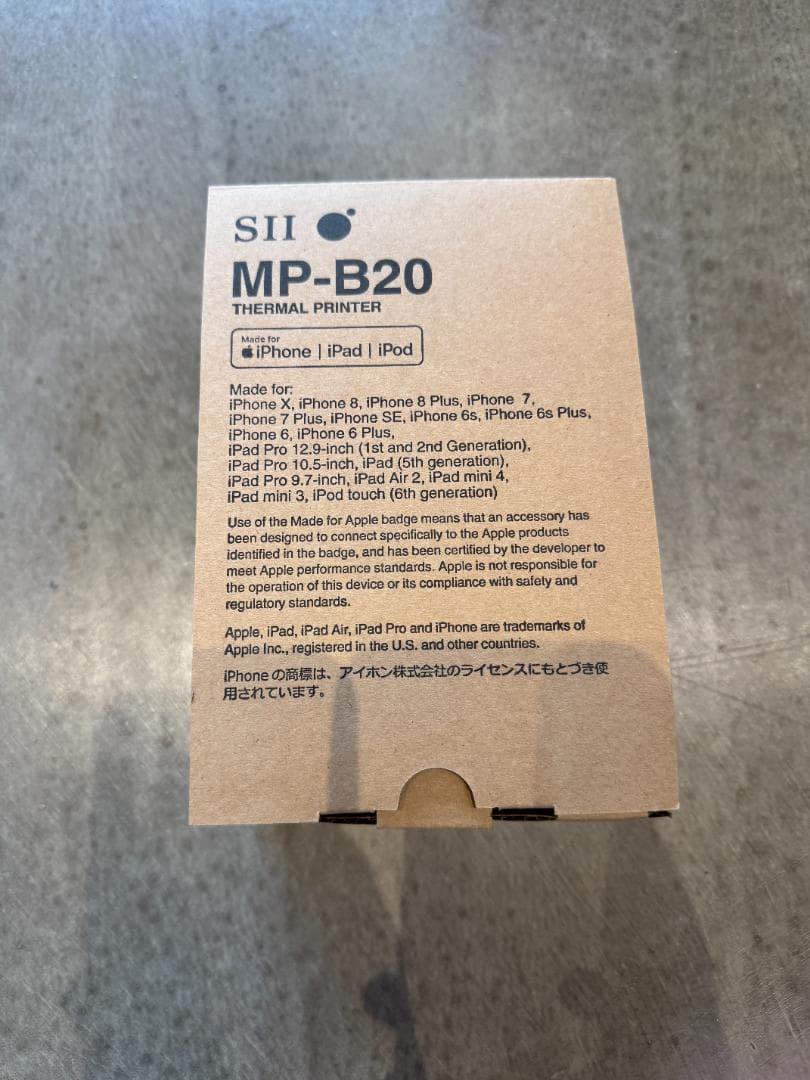 SII
MP-B20
THERMAL PRINTER
Made for
iPhone | iPad | iPod
Made for:
iPhone X, iPhone 8, iPhone 8 Plus, iPhone 7,
iPhone 7 Plus, iPhone SE, iPhone 6s, iPhone 6s Plus,
iPhone 6, iPhone 6 Plus,
iPad Pro 12.9-inch (1st and 2nd Generation),
iPad Pro 10.5-inch, iPad (5th generation),
iPad Pro 9.7-inch, iPad Air 2, iPad mini 4,
iPad mini 3, iPod touch (6th generation)
Use of the Made for Apple badge means that an accessory has
been designed to connect specifically to the Apple products
identified in the badge, and has been certified by the developer to
meet Apple performance standards. Apple is not responsible for
the operation of this device or its compliance with safety and
regulatory standards.
Apple, iPad, iPad Air, iPad Pro and iPhone are trademarks of
Apple Inc., registered in the U.S. and other countries.
iPhone の商標は、アイホン株式会社のライセンスにもとづき使
用されています。